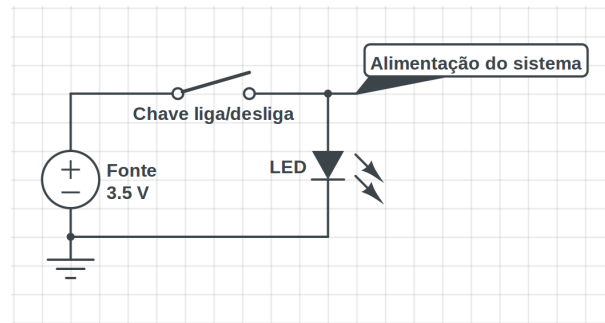 Alimentação do sistema
Chave liga/desliga
LED
Fonte
3.5 V